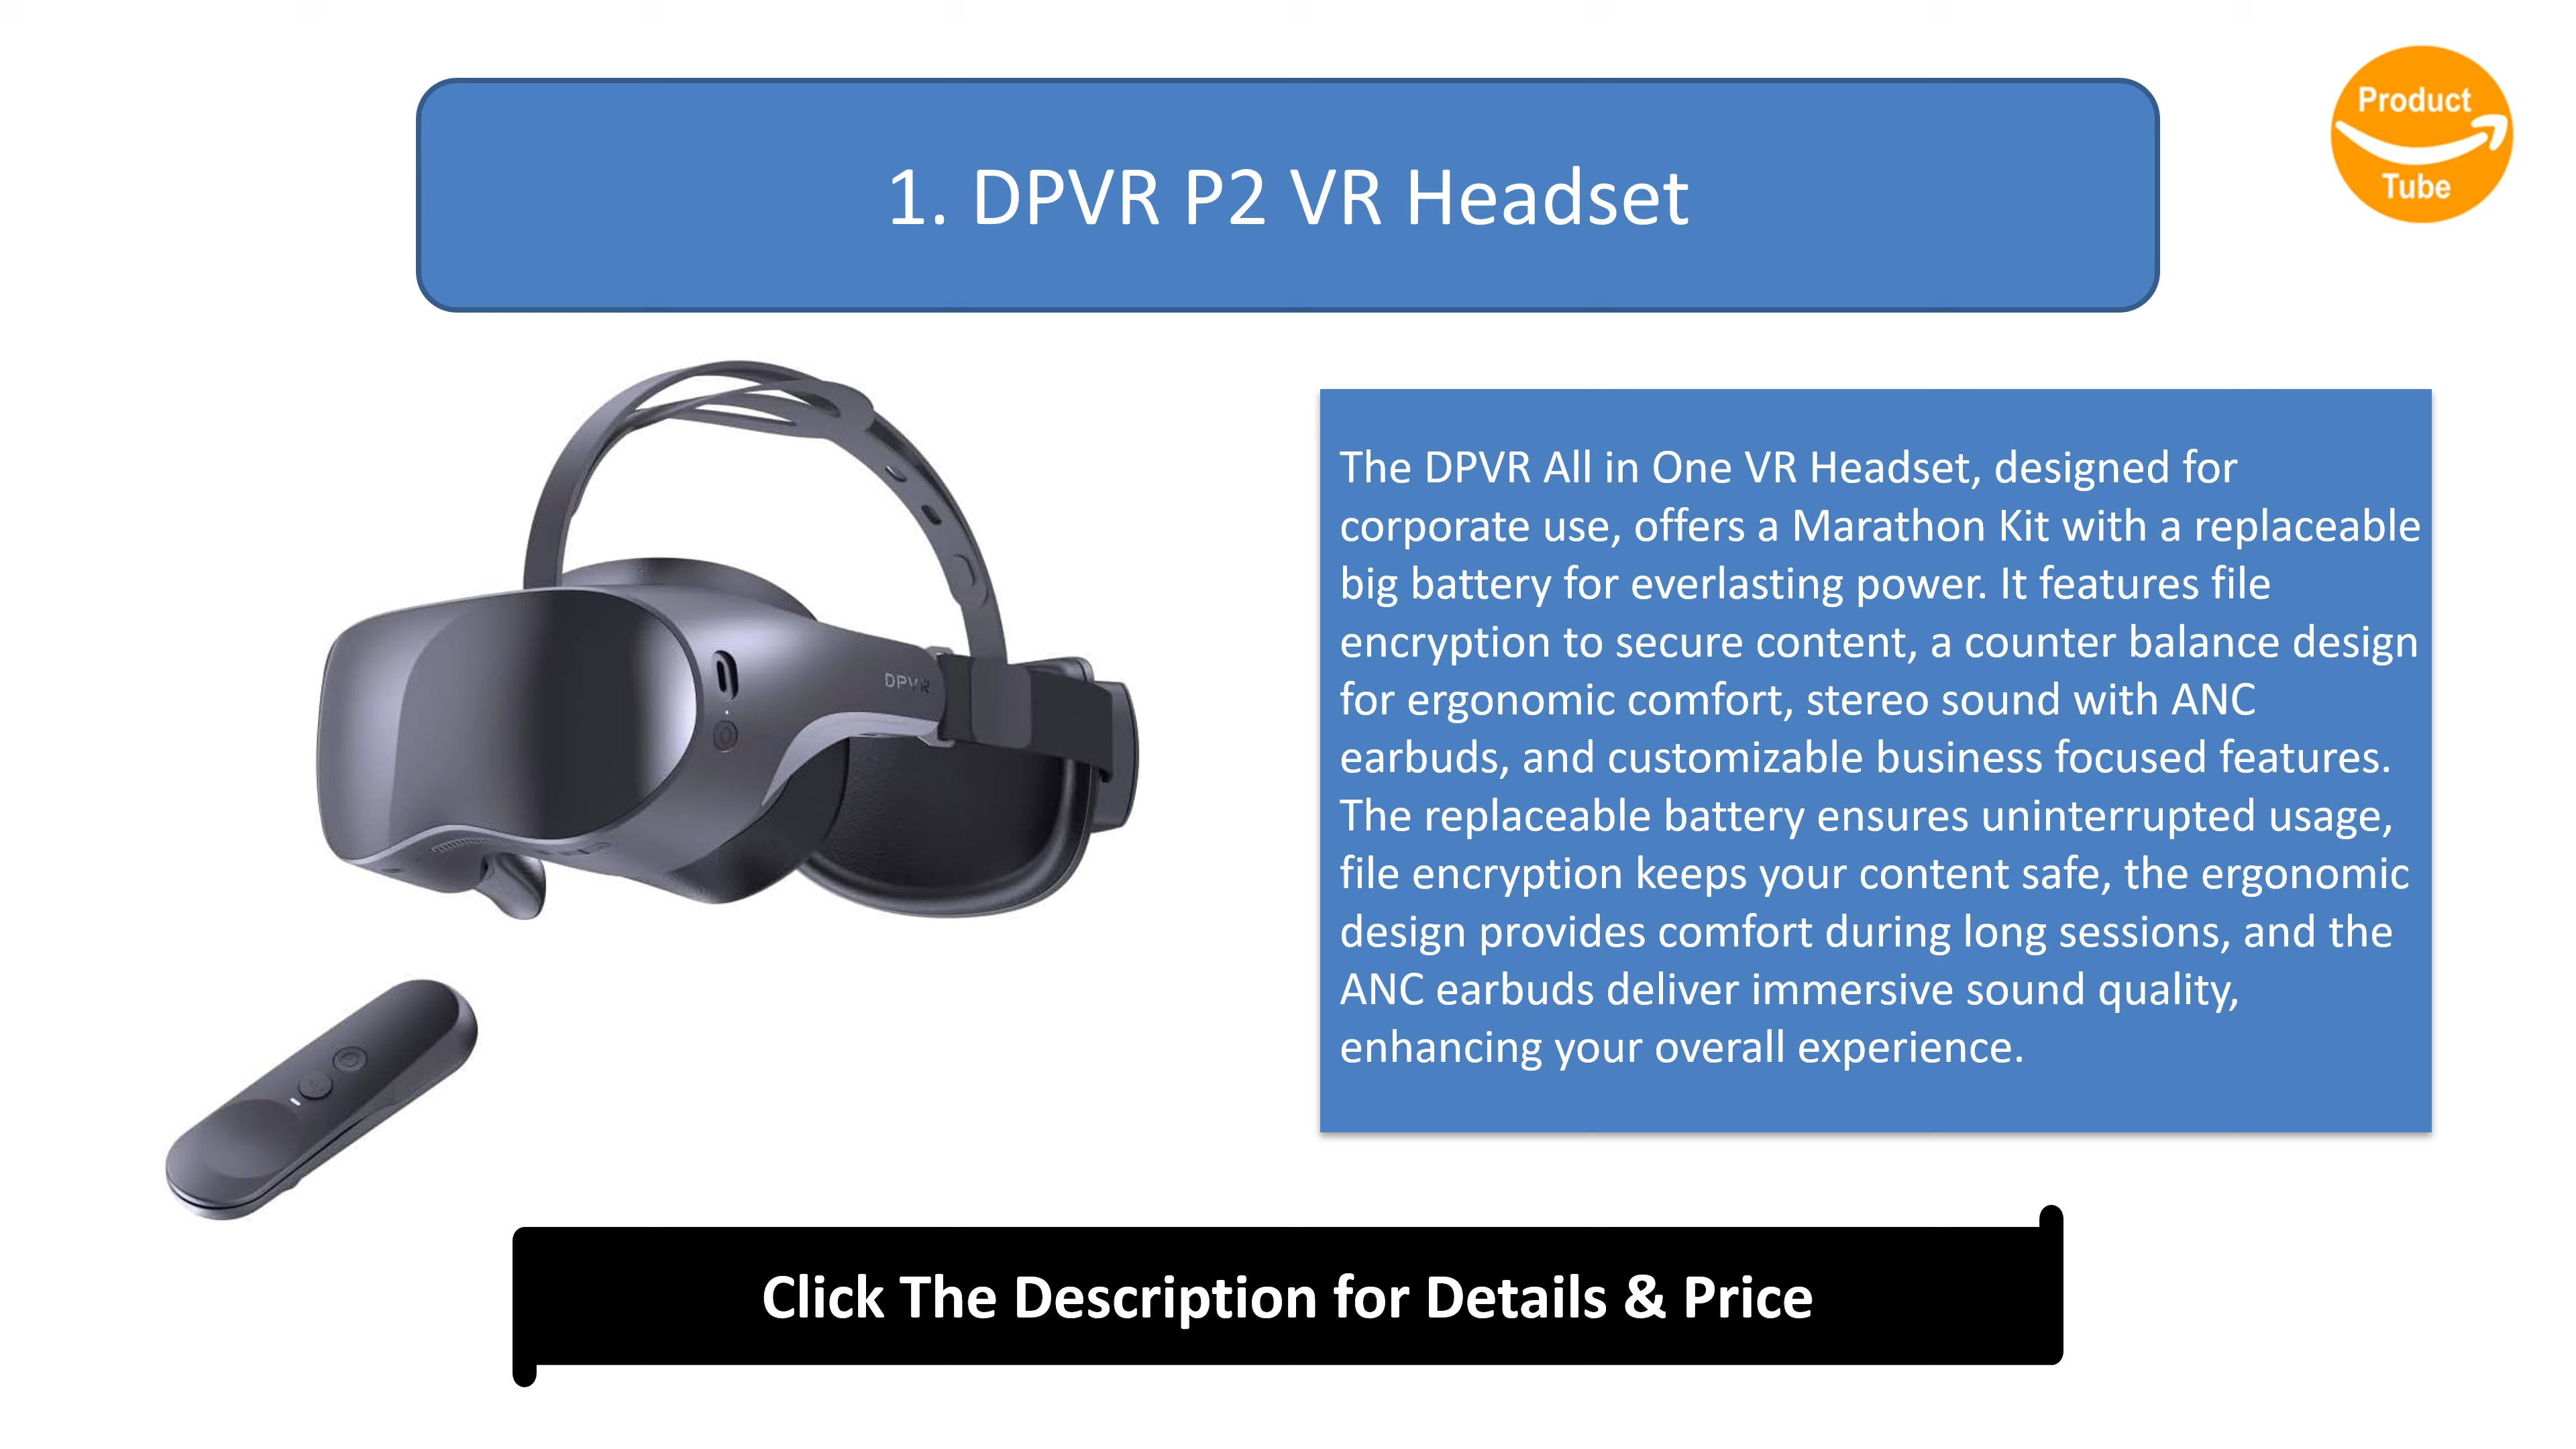 Product
Tube
1. DPVR P2 VR Headset
DPVR
The DPVR All in One VR Headset, designed for
corporate use, offers a Marathon Kit with a replaceable
big battery for everlasting power. It features file
encryption to secure content, a counter balance design
for ergonomic comfort, stereo sound with ANC
earbuds, and customizable business focused features.
The replaceable battery ensures uninterrupted usage,
file encryption keeps your content safe, the ergonomic
design provides comfort during long sessions, and the
ANC earbuds deliver immersive sound quality,
enhancing your overall experience.
Click The Description for Details & Price